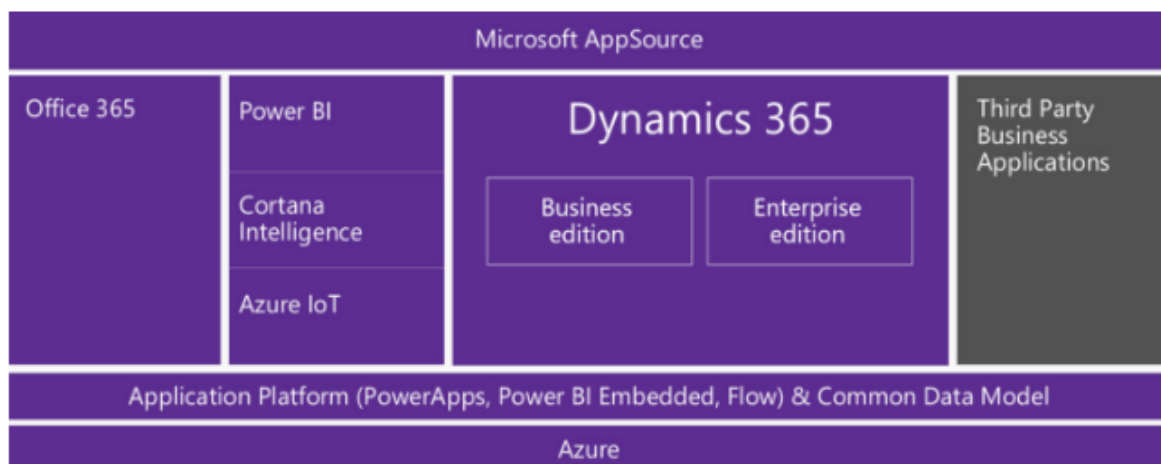 Microsoft AppSource
Office 365
Power BI
Cortana
Intelligence
Azure IoT
Dynamics 365
Business
edition
Enterprise
edition
Third Party
Business
Applications
Application Platform (PowerApps, Power BI Embedded, Flow) & Common Data Model
Azure